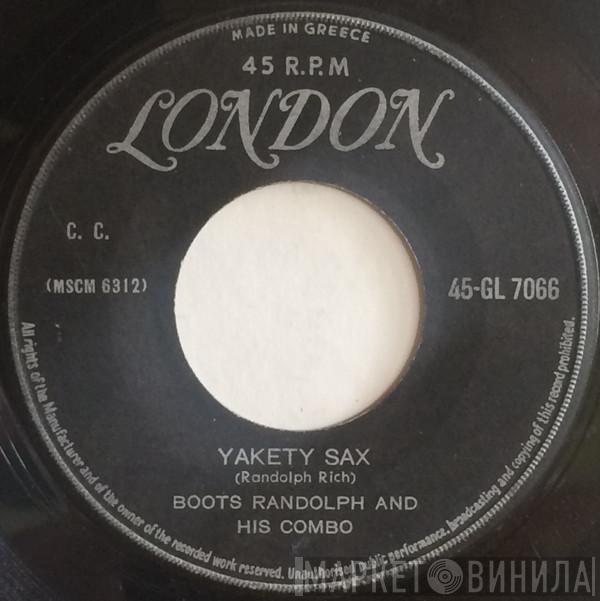 MADE IN GREECE
45 R.P.M
LONDON
C. C.
(MSCM 6312)
45-GL 7066
YAKETY SAX
(Randolph Rich)
BOOTS RANDOLPH AND
HIS COMBO
All rights of the Manufacturer and of the owner of the recorded work reserved. Unauthorised public performance, broadcasting and copying of this record prohibited.
МАРКЕТ ВИНИЛА